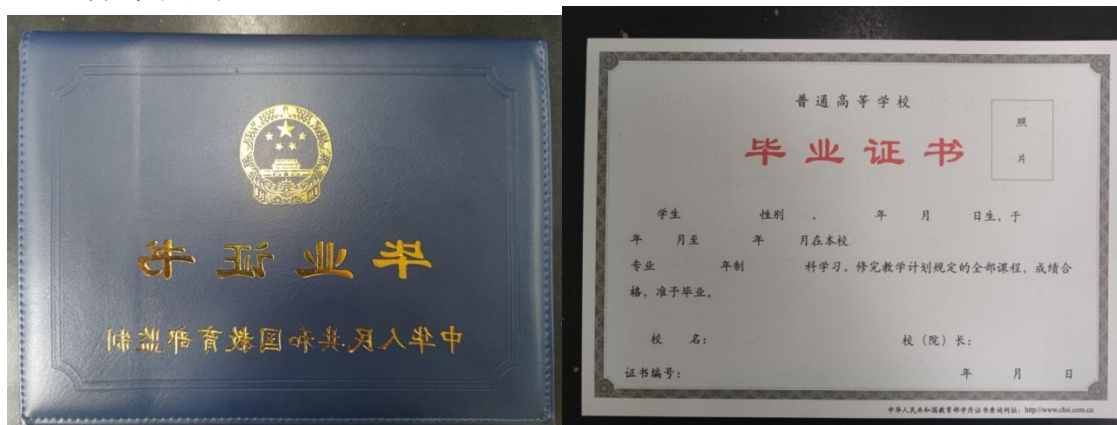 毕业证书
中华人民共和国教育部监制
普通高等学校
毕业证书
照
片
学生 性别 , 年 月 日生，于
年 月至 年 月在本校
专业 年制 科学习，修完教学计划规定的全部课程，成绩合
格，准予毕业。
校 名： 校（院）长：
证书编号： 年 月 日
中华人民共和国教育部学历证书查询网址：http://www.chsi.com.cn